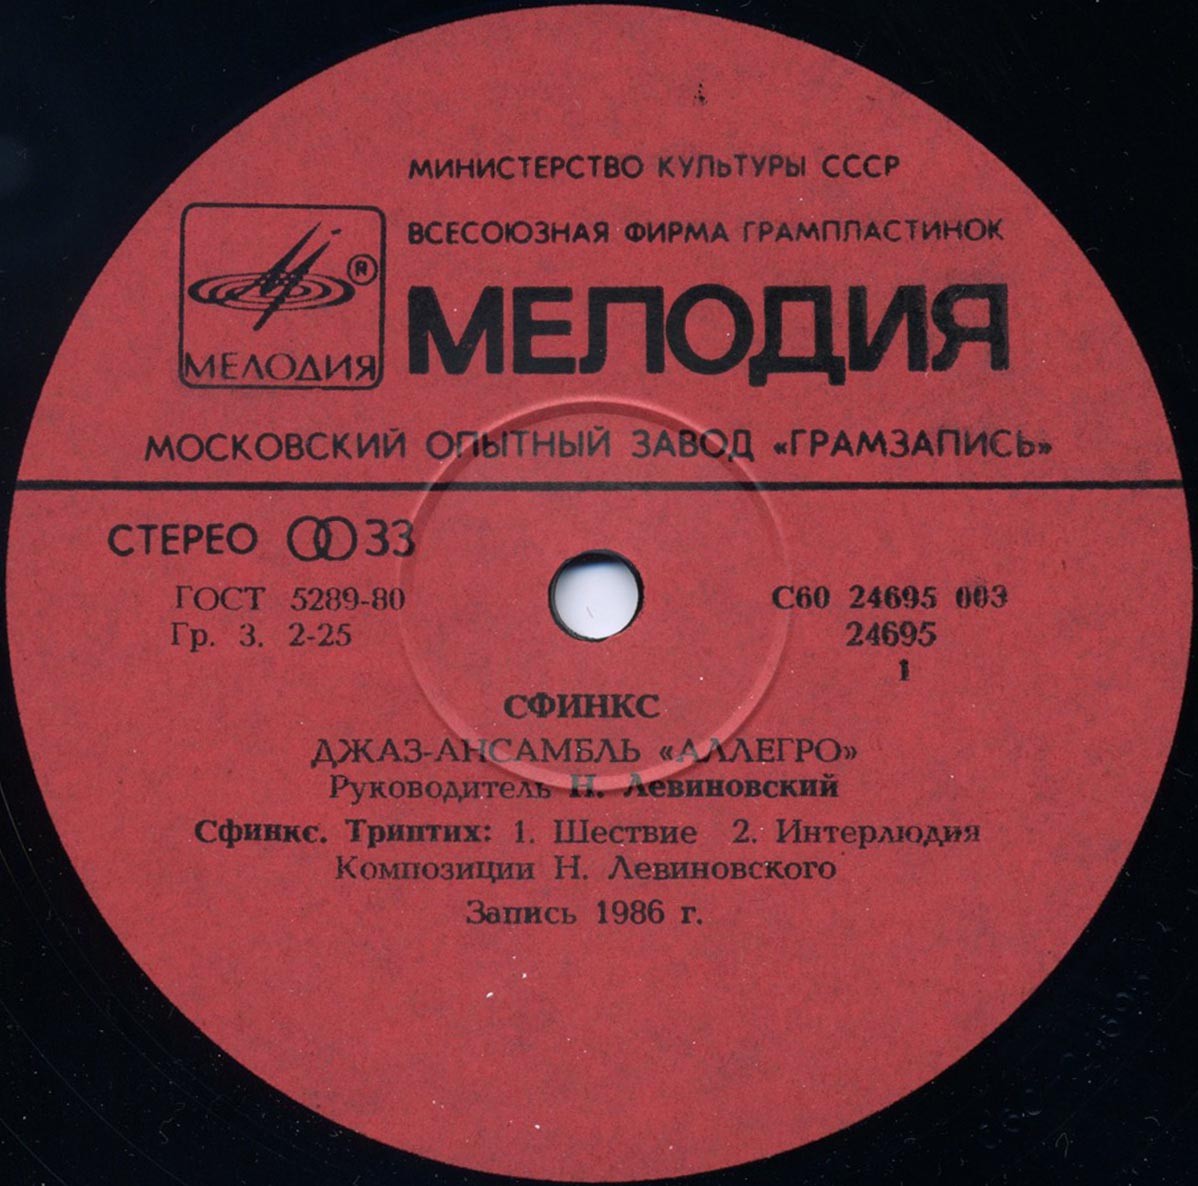 МИНИСТЕРСТВО КУЛЬТУРЫ СССР
ВСЕСОЮЗНАЯ ФИРМА ГРАМПЛАСТИНОК
®
МЕЛОДИЯ
МЕЛОДИЯ
МОСКОВСКИЙ ОПЫТНЫЙ ЗАВОД «ГРАМЗАПИСЬ»
СТЕРЕО 33
ГОСТ 5289-80
Гр. 3. 2-25
С60 24695 003
24695
1
СФИНКС
ДЖАЗ-АНСАМБЛЬ «АЛЛЕГРО»
Руководитель Н. Левиновский
Сфинкс. Триптих: 1. Шествие 2. Интерлюдия
Композиции Н. Левиновского
Запись 1986 г.